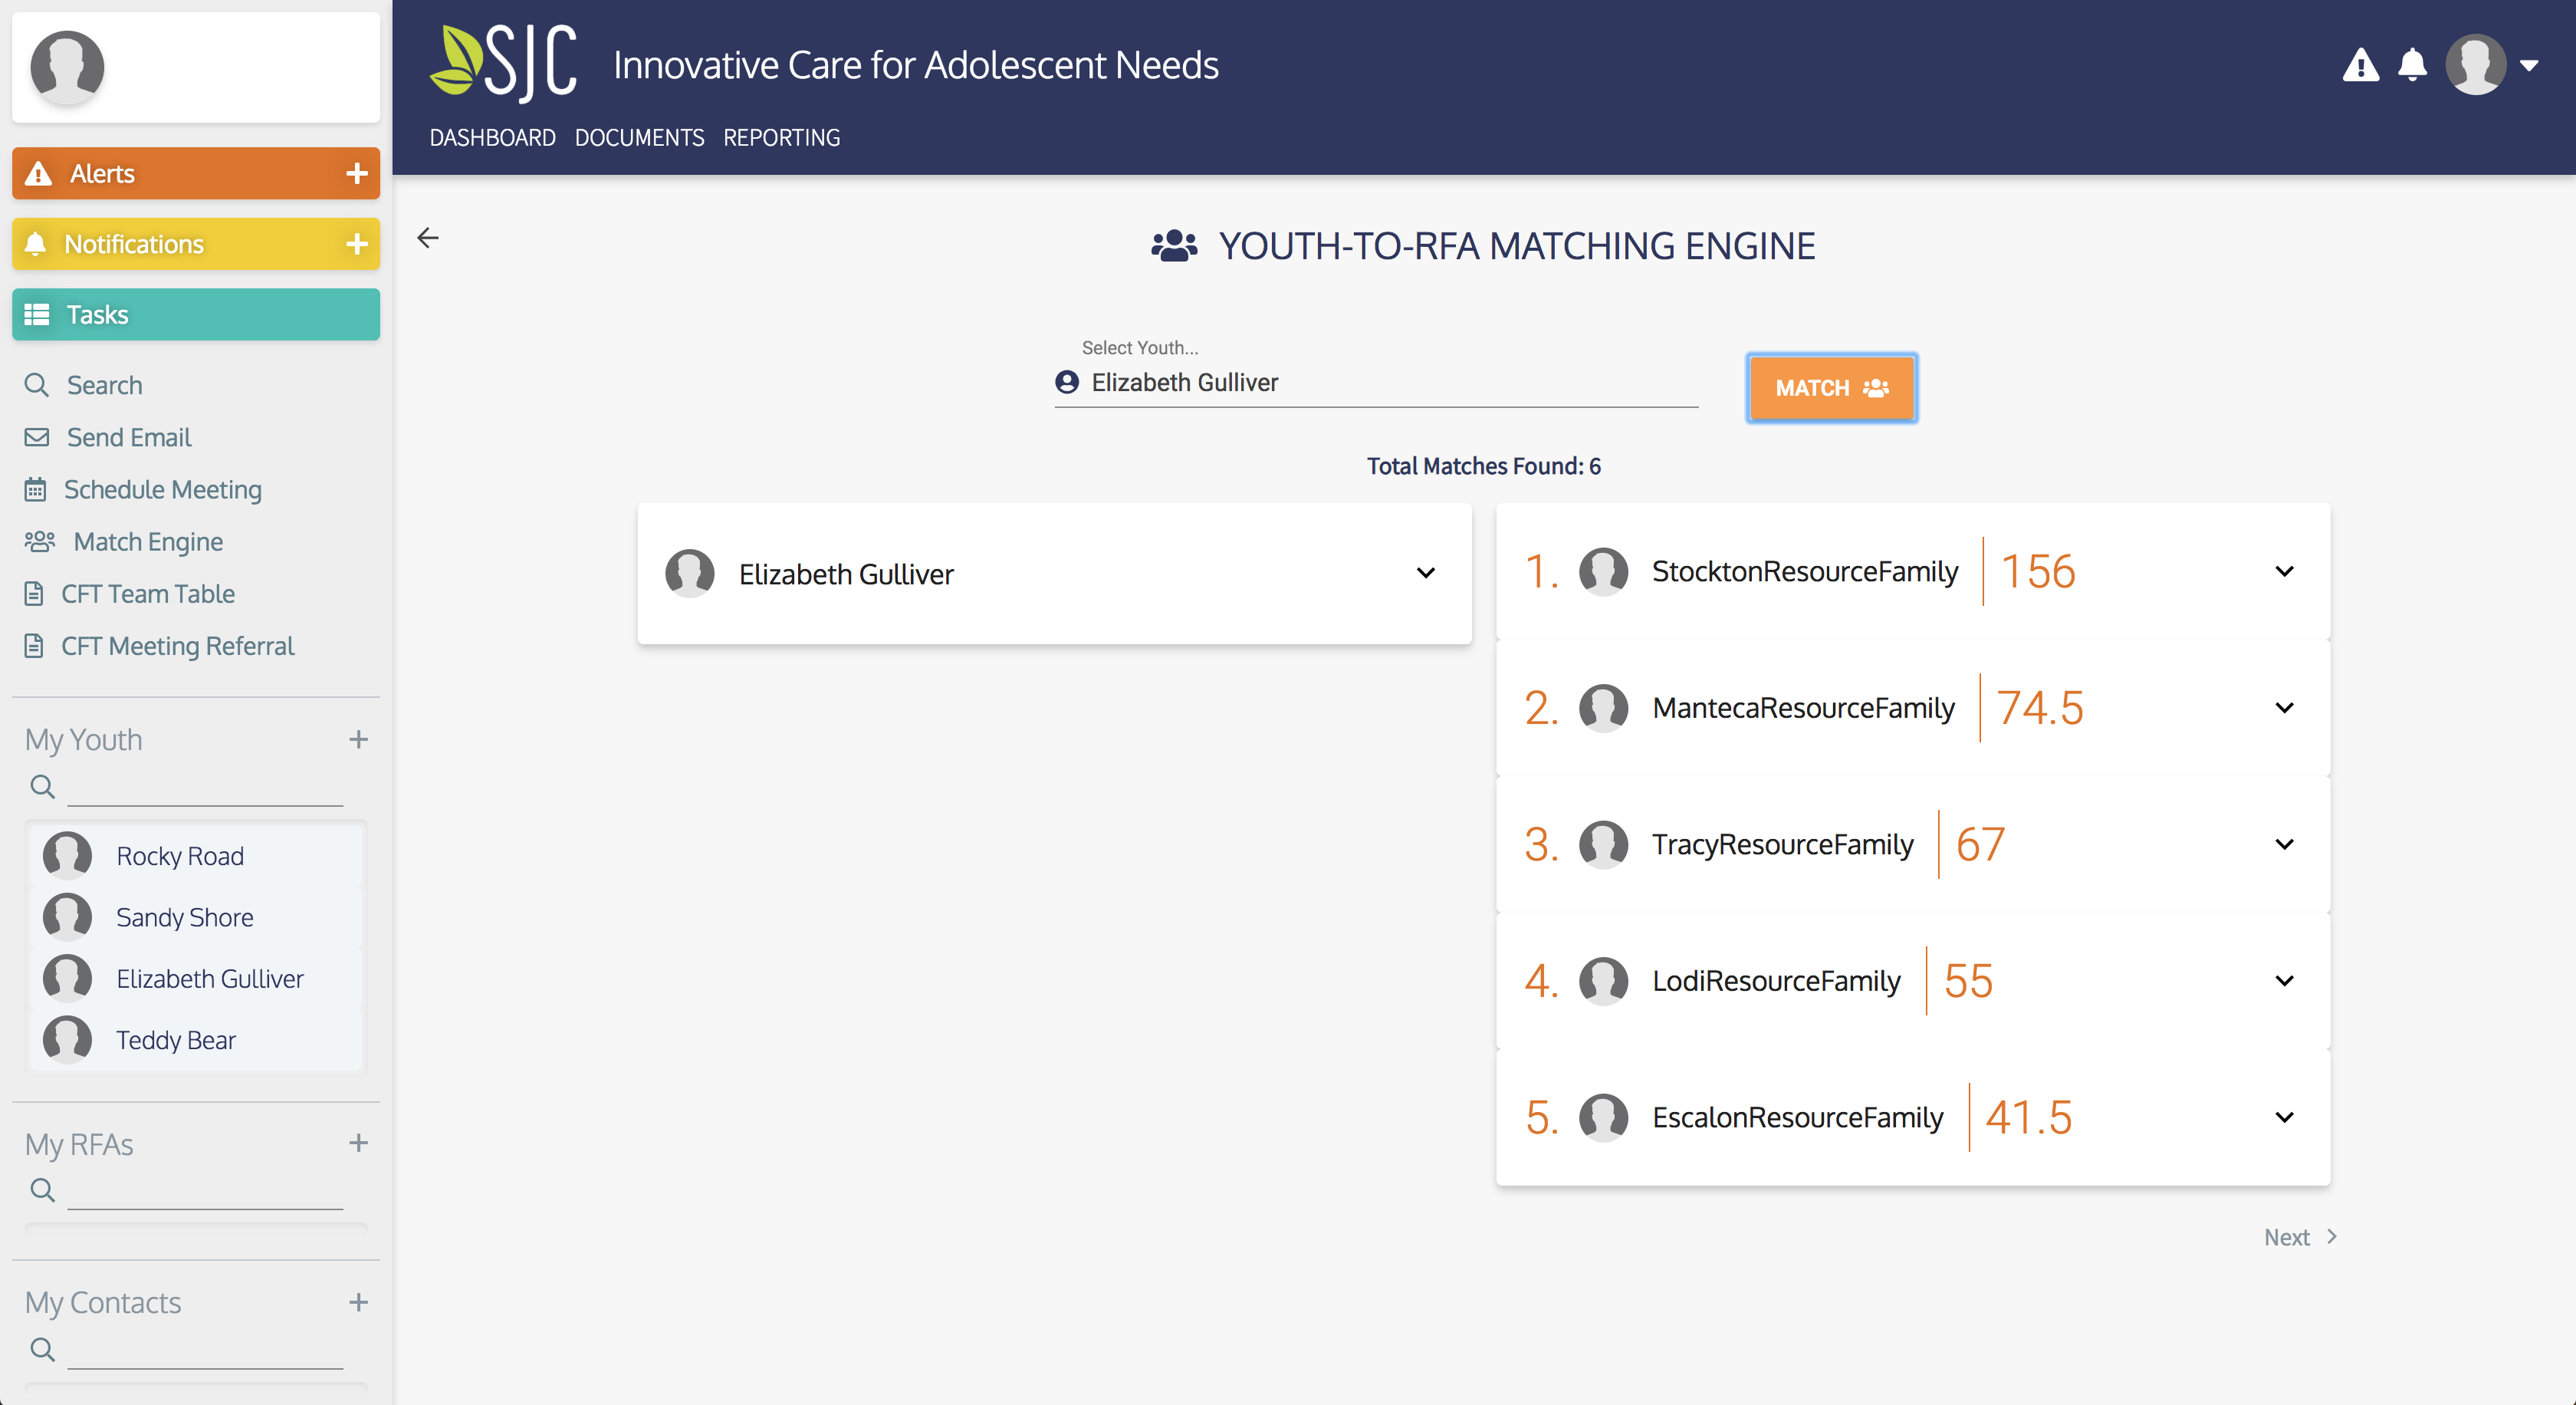 SJC
Innovative Care for Adolescent Needs
DASHBOARD DOCUMENTS REPORTING
Alerts
Notifications
Tasks
Search
Send Email
Schedule Meeting
Match Engine
CFT Team Table
CFT Meeting Referral
My Youth
Rocky Road
Sandy Shore
Elizabeth Gulliver
Teddy Bear
My RFAs
My Contacts
YOUTH-TO-RFA MATCHING ENGINE
Select Youth...
Elizabeth Gulliver
MATCH
Total Matches Found: 6
Elizabeth Gulliver
1. StocktonResourceFamily 156
2. MantecaResourceFamily 74.5
3. TracyResourceFamily 67
4. LodiResourceFamily 55
5. EscalonResourceFamily 41.5
Next